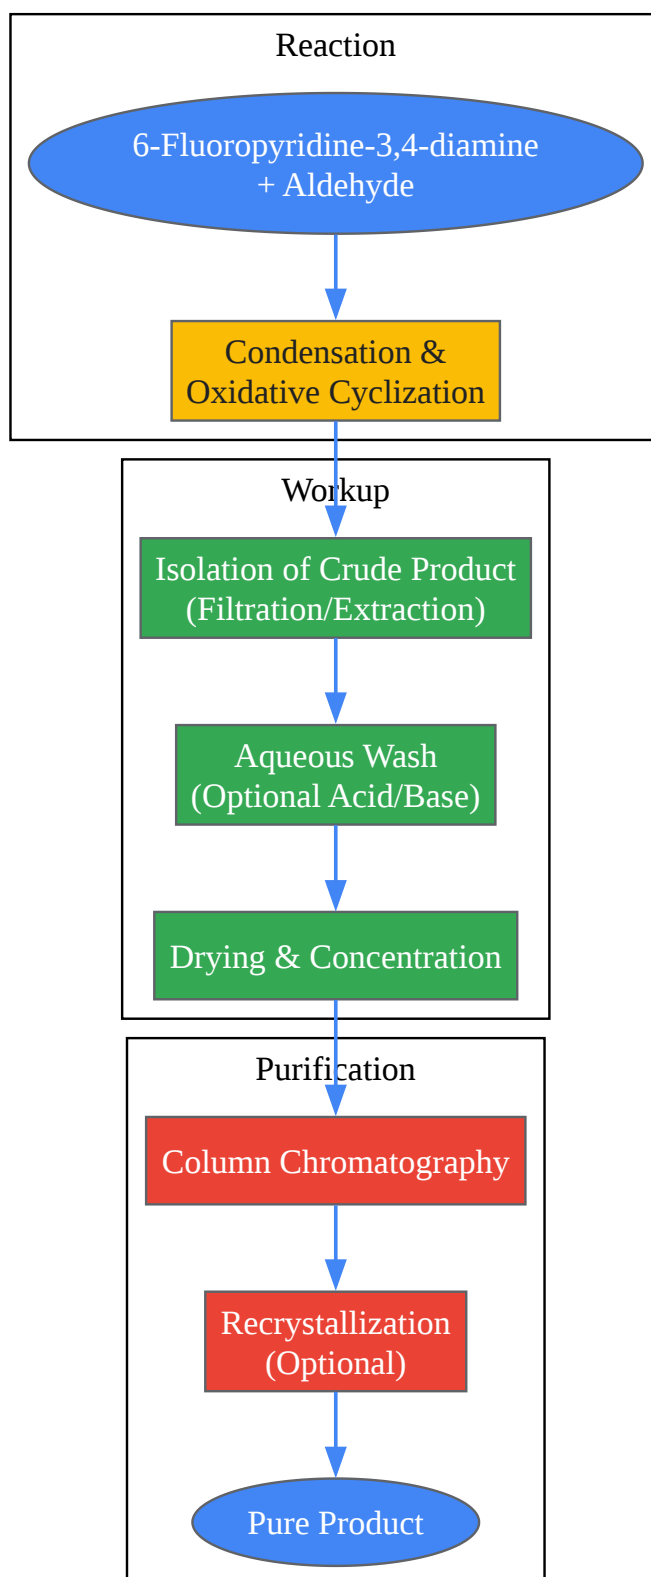 Reaction
6-Fluoropyridine-3,4-diamine
+ Aldehyde
Condensation &
Oxidative Cyclization
Workup
Isolation of Crude Product
(Filtration/Extraction)
Aqueous Wash
(Optional Acid/Base)
Drying & Concentration
Purification
Column Chromatography
Recrystallization
(Optional)
Pure Product